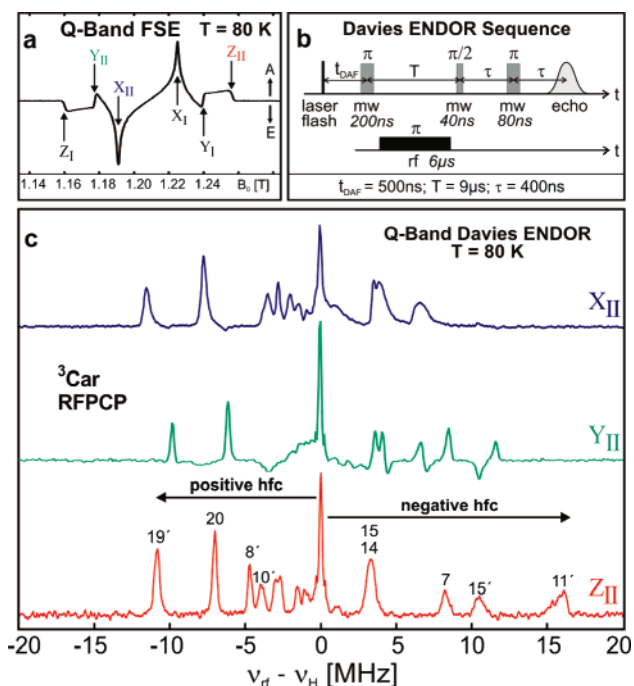 a
Q-Band FSE T = 80 K
Y_II
X_II
Z_II
A
E
Z_I
X_I
Y_I
1.14 1.16 1.18 1.20 1.22 1.24 B₀ [T]
b
Davies ENDOR Sequence
π π/2 π
t_DAF T τ τ
laser flash
mw 200ns
mw 40ns
mw 80ns
echo
t
π
rf 6µs
t
t_DAF = 500ns; T = 9µs; τ = 400ns
c
Q-Band Davies ENDOR
T = 80 K
X_II
³Car
RFPCP
Y_II
positive hfc
negative hfc
19´
20
8´
10´
15
14
7
15´
11´
Z_II
-20 -15 -10 -5 0 5 10 15 20
ν_rf - ν_H [MHz]